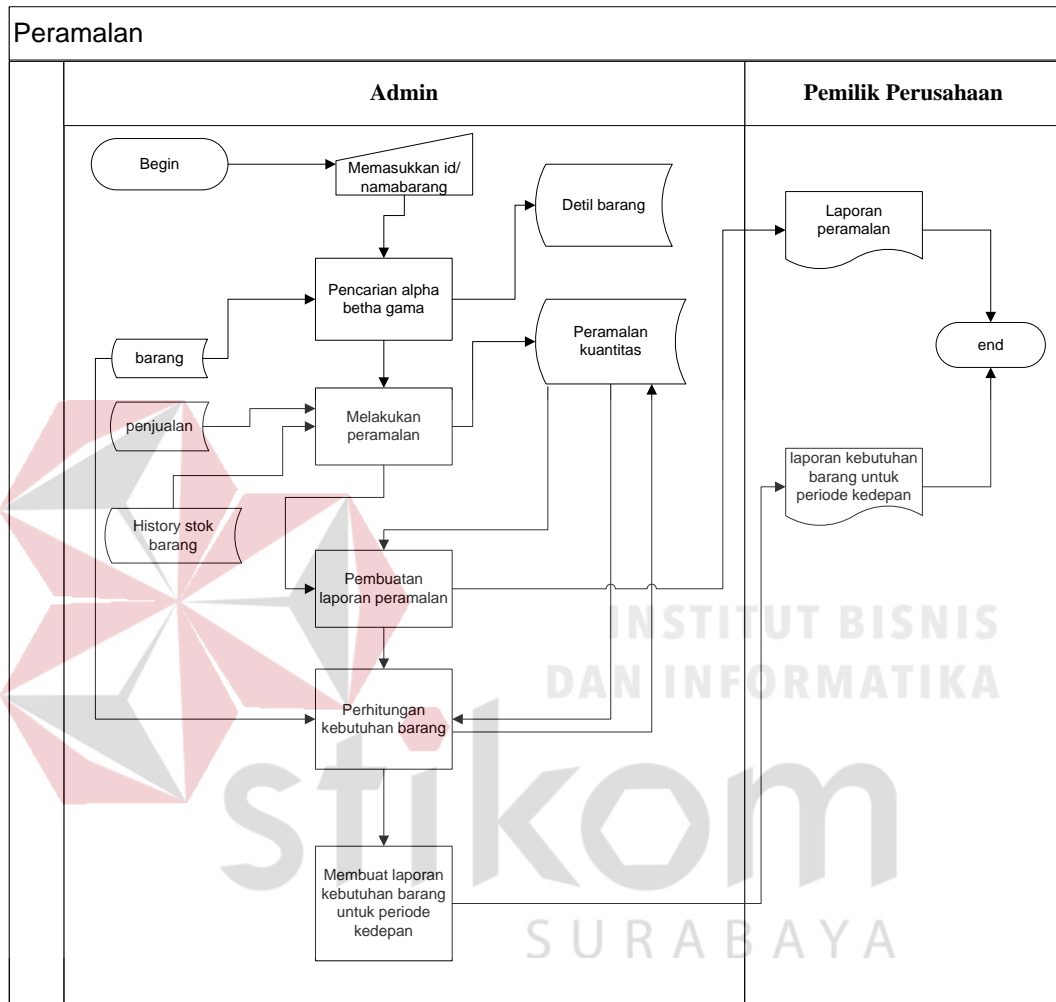 Peramalan
Admin
Pemilik Perusahaan
Begin
Memasukkan id/
namabarang
Detil barang
Laporan
peramalan
Pencarian alpha
betha gama
Peramalan
kuantitas
barang
end
penjualan
Melakukan
peramalan
laporan kebutuhan
barang untuk
periode kedepan
History stok
barang
Pembuatan
laporan peramalan
INSTITUT BISNIS
DAN INFORMATIKA
Perhitungan
kebutuhan barang
stikom
Membuat laporan
kebutuhan barang
untuk periode
kedepan
SURABAYA